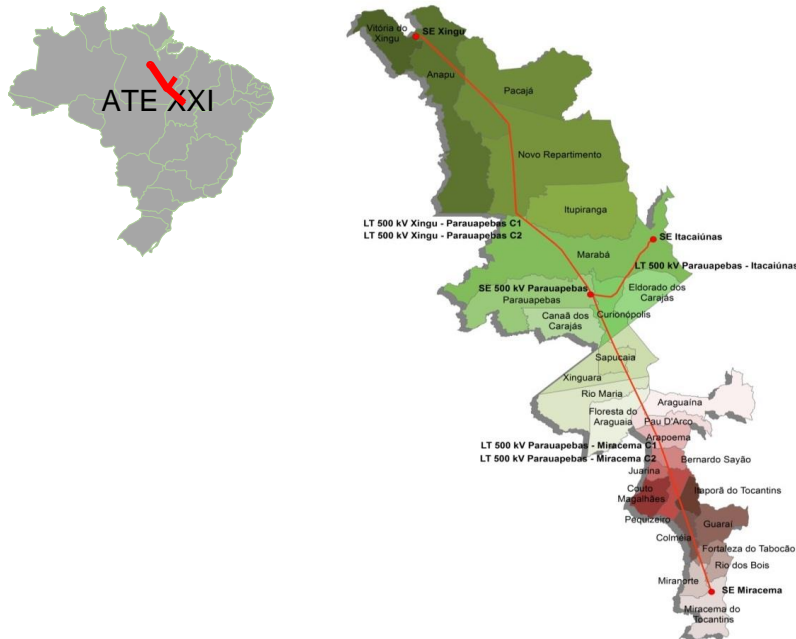 ATE XXI
Vitória do
Xingu
SE Xingu
Anapu
Pacajá
Novo Repartimento
Itupiranga
LT 500 kV Xingu - Parauapebas C1
LT 500 kV Xingu - Parauapebas C2
SE Itacaiúnas
Marabá
LT 500 kV Parauapebas - Itacaiúnas
SE 500 kV Parauapebas
Parauapebas
Eldorado dos
Carajás
Canaã dos
Carajás
Curionópolis
Sapucaia
Xinguara
Rio Maria
Araguaína
Floresta do
Araguaia
Pau D'Arco
Arapoema
LT 500 kV Parauapebas - Miracema C1
LT 500 kV Parauapebas - Miracema C2
Bernardo Sayão
Juarina
Couto
Magalhães
Itaporã do Tocantins
Pequizeiro
Guaraí
Colméia
Fortaleza do Tabocão
Rio dos Bois
Miranorte
SE Miracema
Miracema do
Tocantins